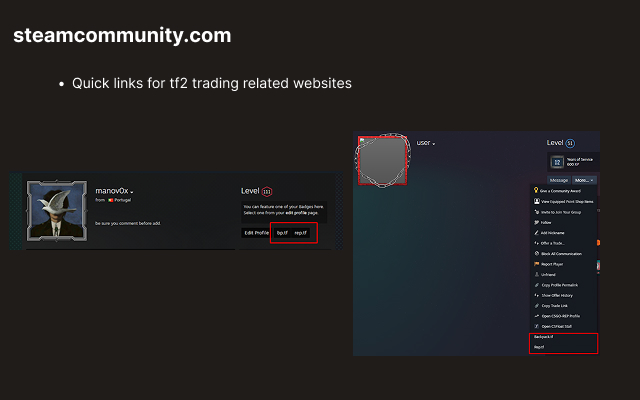 steamcommunity.com
• Quick links for tf2 trading related websites
manov0x
from Portugal
be sure you comment before add.
Level 111
You can feature one of your Badges here.
Select one from your edit profile page.
Edit Profile bp.tf rep.tf
user
Level 51
12 Years of Service
600 XP
Message More...
Give a Community Award
View Equipped Point Shop Items
Invite to Join Your Group
Follow
Add Nickname
Offer a Trade...
Block All Communication
Report Player
Unfriend
Copy Profile Permalink
Show Offer History
Copy Trade Link
Open CSGO-REP Profile
Open CSFloat Stall
Backpack.tf
Rep.tf